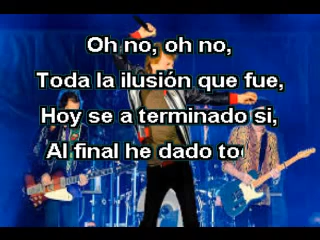 Oh no, oh no,
Toda la ilusión que fue,
Hoy se a terminado si,
Al final he dado